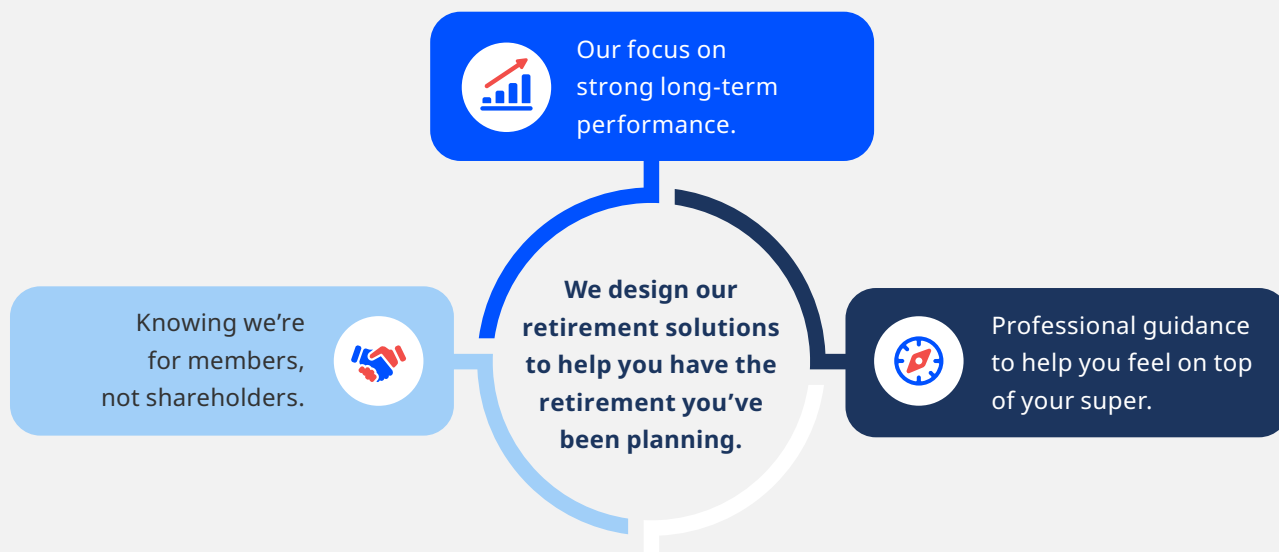 Our focus on
strong long-term
performance.
We design our
retirement solutions
to help you have the
retirement you’ve
been planning.
Knowing we’re
for members,
not shareholders.
Professional guidance
to help you feel on top
of your super.